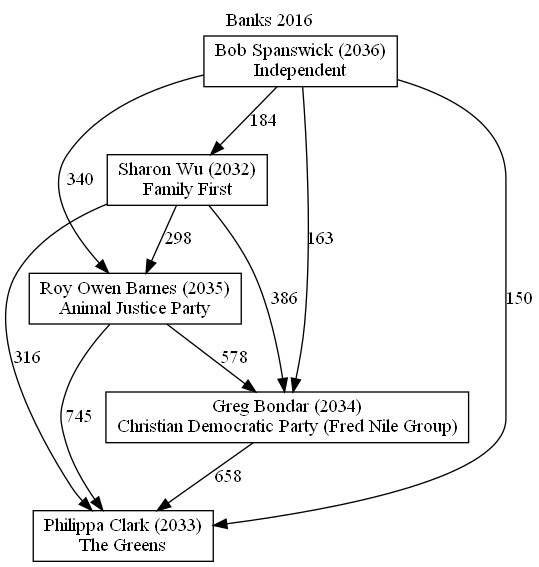 Banks 2016
Bob Spanswick (2036)
Independent
184
Sharon Wu (2032)
Family First
340
298
163
Roy Owen Barnes (2035)
Animal Justice Party
386
150
316
578
Greg Bondar (2034)
Christian Democratic Party (Fred Nile Group)
745
658
Philippa Clark (2033)
The Greens